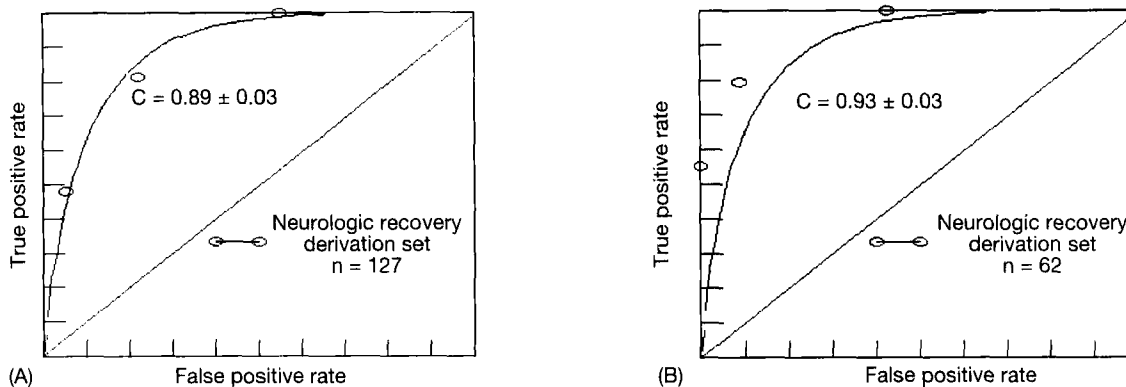 True positive rate
C = 0.89 ± 0.03
Neurologic recovery
derivation set
n = 127
(A)
False positive rate
True positive rate
C = 0.93 ± 0.03
Neurologic recovery
derivation set
n = 62
(B)
False positive rate